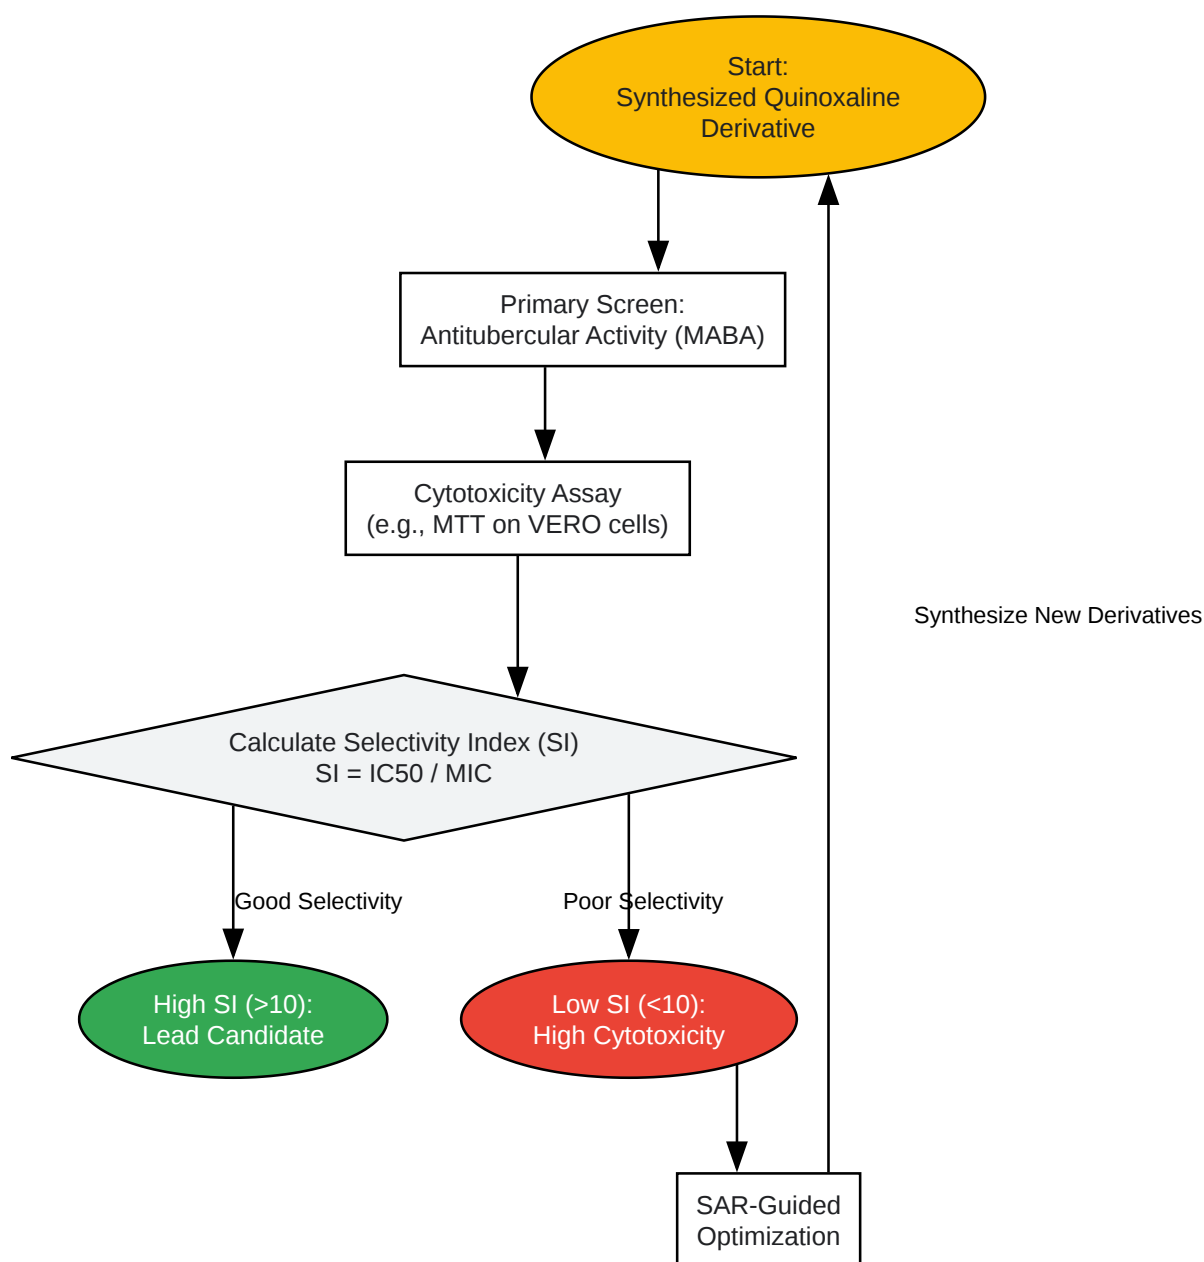 Start:
Synthesized Quinoxaline
Derivative
Primary Screen:
Antitubercular Activity (MABA)
Cytotoxicity Assay
(e.g., MTT on VERO cells)
Synthesize New Derivatives
Calculate Selectivity Index (SI)
SI = IC50 / MIC
Good Selectivity
Poor Selectivity
High SI (>10):
Lead Candidate
Low SI (<10):
High Cytotoxicity
SAR-Guided
Optimization